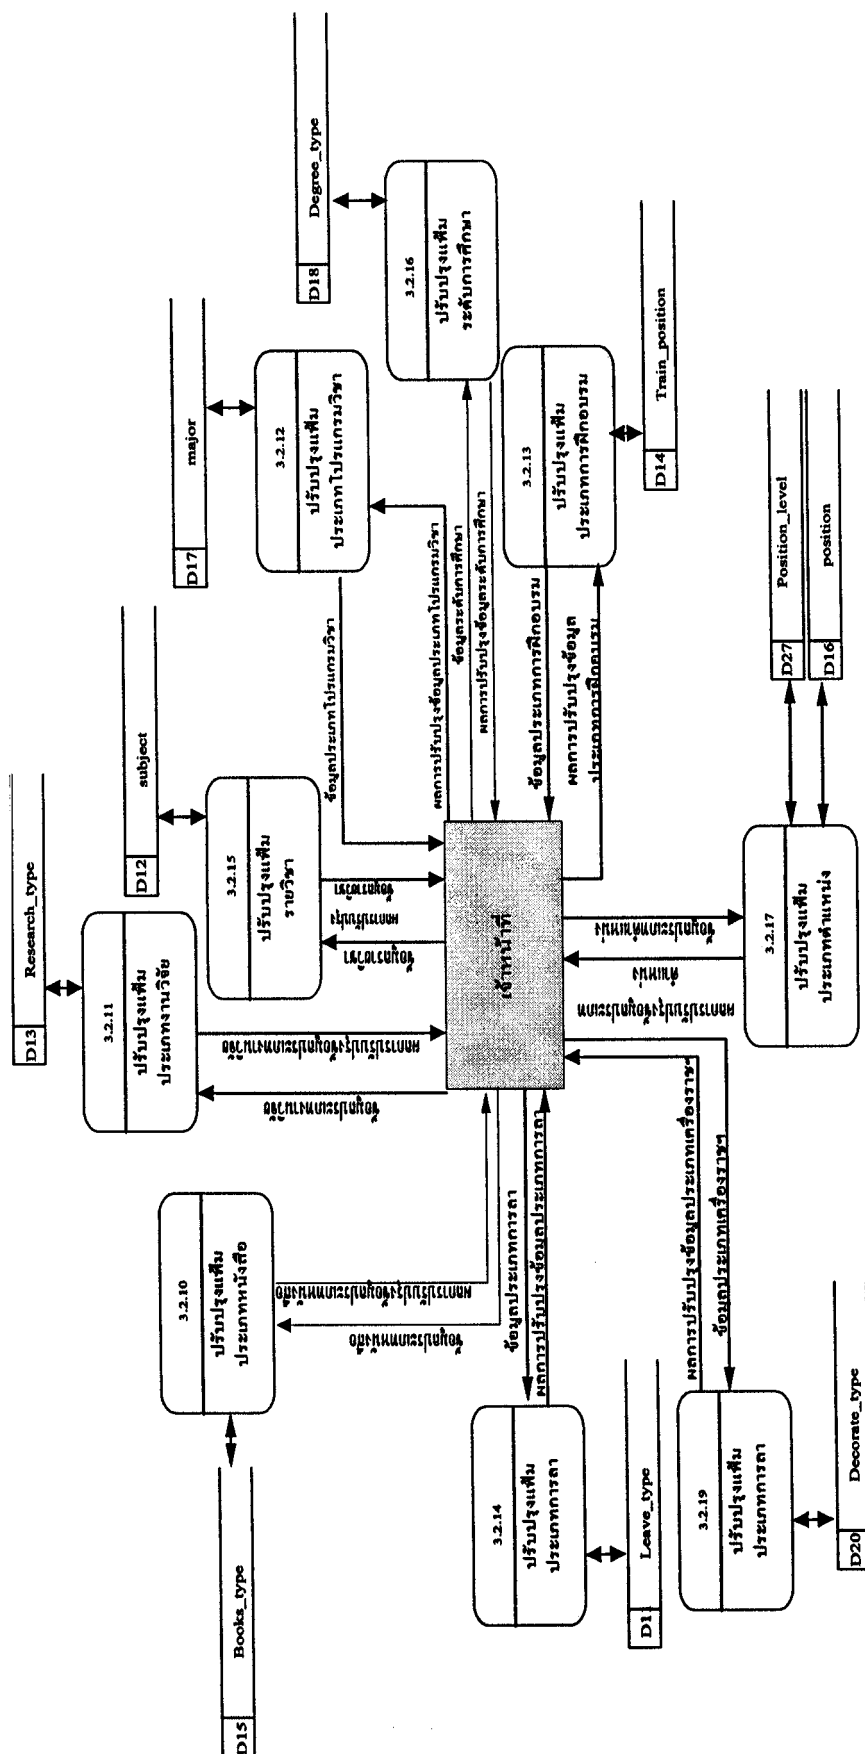 D15
Books_type
3.2.10
ปรับปรุงแฟ้ม
ประเภทหนังสือ
ข้อมูลประเภทหนังสือ
ผลการปรับปรุงข้อมูลประเภทหนังสือ
D13
Research_type
3.2.11
ปรับปรุงแฟ้ม
ประเภทงานวิจัย
ข้อมูลประเภทงานวิจัย
ผลการปรับปรุงข้อมูลประเภทงานวิจัย
D12
subject
3.2.15
ปรับปรุงแฟ้ม
รายวิชา
ข้อมูลรายวิชา
ผลการปรับปรุง
ข้อมูลรายวิชา
D17
major
3.2.12
ปรับปรุงแฟ้ม
ประเภทโปรแกรมวิชา
ข้อมูลประเภทโปรแกรมวิชา
ผลการปรับปรุงข้อมูลประเภทโปรแกรมวิชา
D18
Degree_type
3.2.16
ปรับปรุงแฟ้ม
ระดับการศึกษา
ข้อมูลระดับการศึกษา
ผลการปรับปรุงข้อมูลระดับการศึกษา
3.2.13
ปรับปรุงแฟ้ม
ประเภทการฝึกอบรม
D14
Train_position
ข้อมูลประเภทการฝึกอบรม
ผลการปรับปรุงข้อมูล
ประเภทการฝึกอบรม
เจ้าหน้าที่
ข้อมูลประเภทการลา
ผลการปรับปรุงข้อมูลประเภทการลา
3.2.14
ปรับปรุงแฟ้ม
ประเภทการลา
D1
Leave_type
ผลการปรับปรุงข้อมูลประเภทเครื่องราชฯ
ข้อมูลประเภทเครื่องราชฯ
3.2.19
ปรับปรุงแฟ้ม
ประเภทการลา
D20
Decorate_type
ข้อมูลประเภทตำแหน่ง
ผลการปรับปรุงข้อมูลประเภท
ตำแหน่ง
3.2.17
ปรับปรุงแฟ้ม
ประเภทตำแหน่ง
D27
Position_level
D16
position